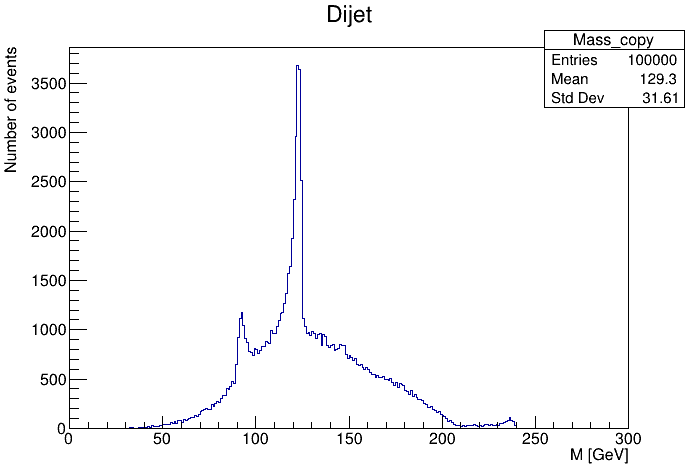 Dijet
Mass_copy
Entries 100000
Mean 129.3
Std Dev 31.61
Number of events
3500
3000
2500
2000
1500
1000
500
0
0 50 100 150 200 250 300
M [GeV]